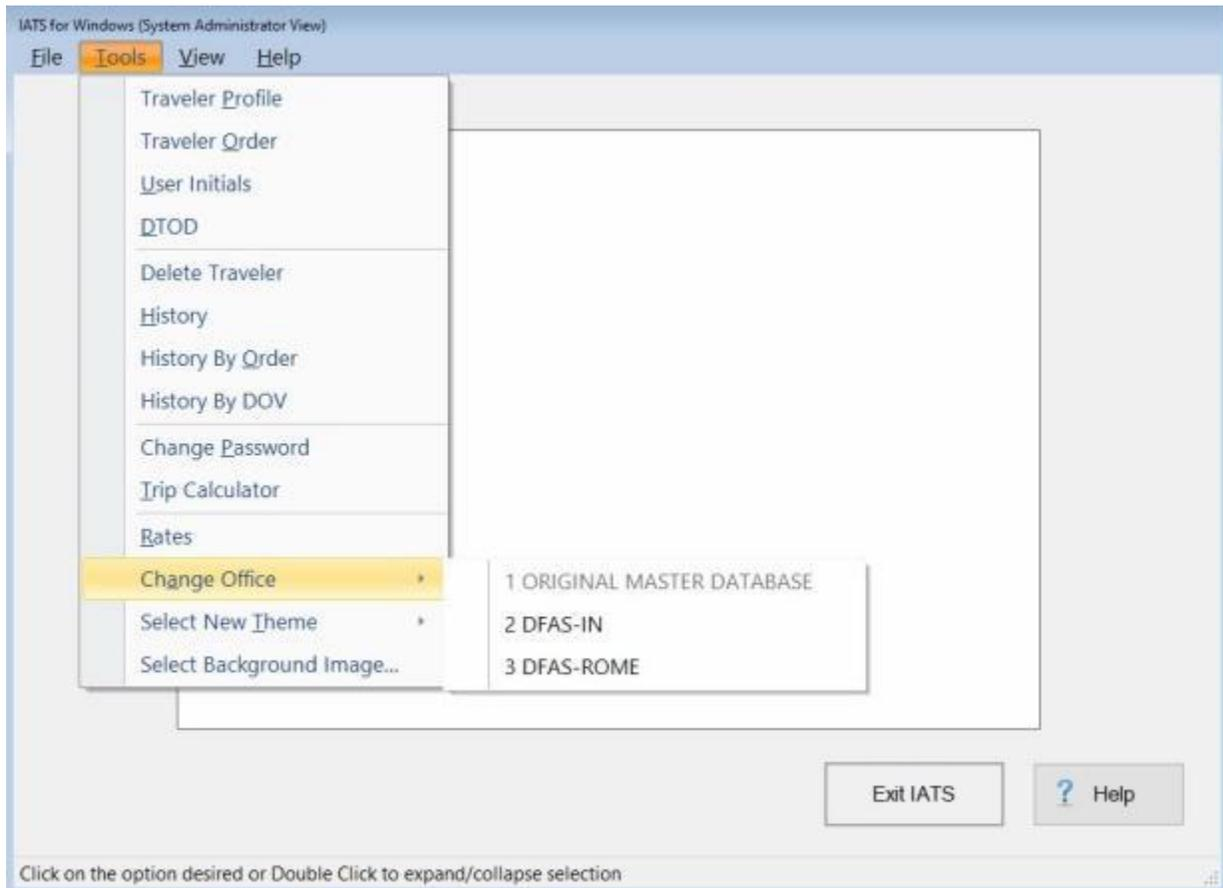 IATS for Windows (System Administrator View)
File Tools View Help
Traveler Profile
Traveler Order
User Initials
DTOD
Delete Traveler
History
History By Order
History By DOV
Change Password
Trip Calculator
Rates
Change Office
1 ORIGINAL MASTER DATABASE
2 DFAS-IN
3 DFAS-ROME
Select New Theme
Select Background Image...
Exit IATS
? Help
Click on the option desired or Double Click to expand/collapse selection